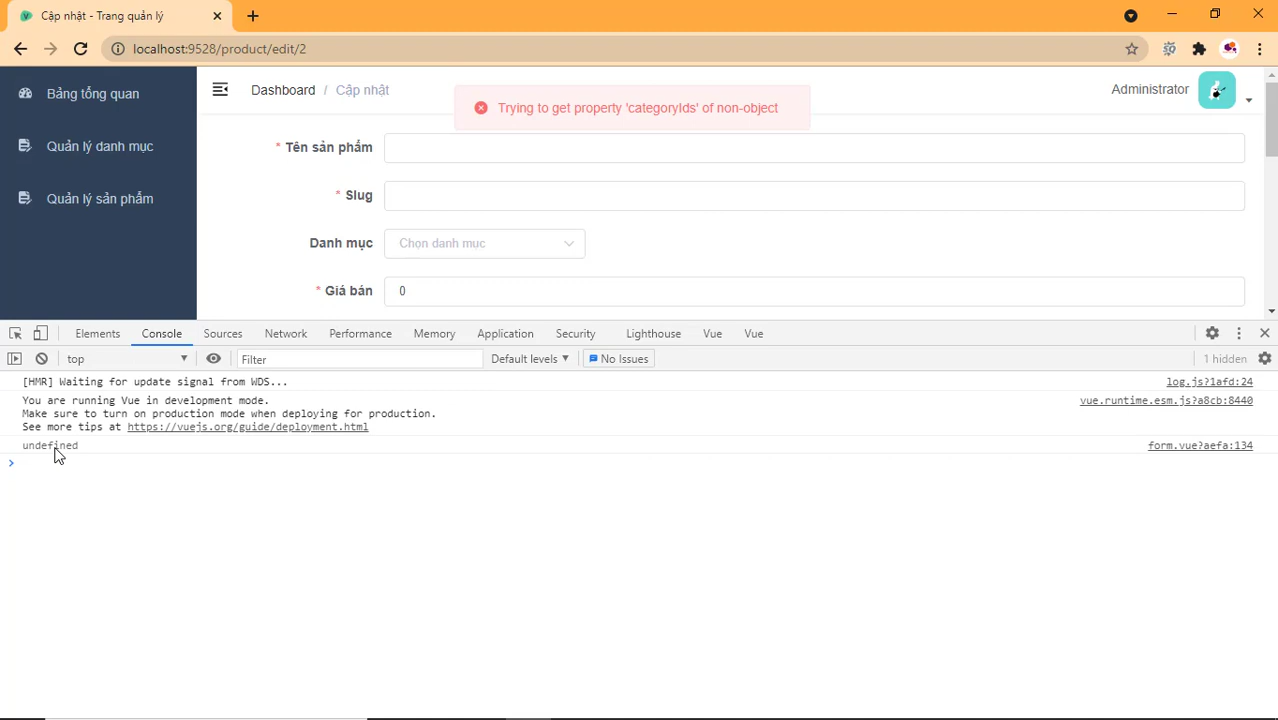 Cập nhật - Trang quản lý
localhost:9528/product/edit/2
Bảng tổng quan
Quản lý danh mục
Quản lý sản phẩm
Dashboard / Cập nhật
Administrator
Trying to get property 'categoryIds' of non-object
* Tên sản phẩm
* Slug
Danh mục Chọn danh mục
* Giá bán 0
Elements Console Sources Network Performance Memory Application Security Lighthouse Vue Vue
top Filter Default levels No Issues 1 hidden
[HMR] Waiting for update signal from WDS... log.js?1afd:24
You are running Vue in development mode. vue.runtime.esm.js?a8cb:8440
Make sure to turn on production mode when deploying for production.
See more tips at https://vuejs.org/guide/deployment.html
undefined form.vue?aefa:134